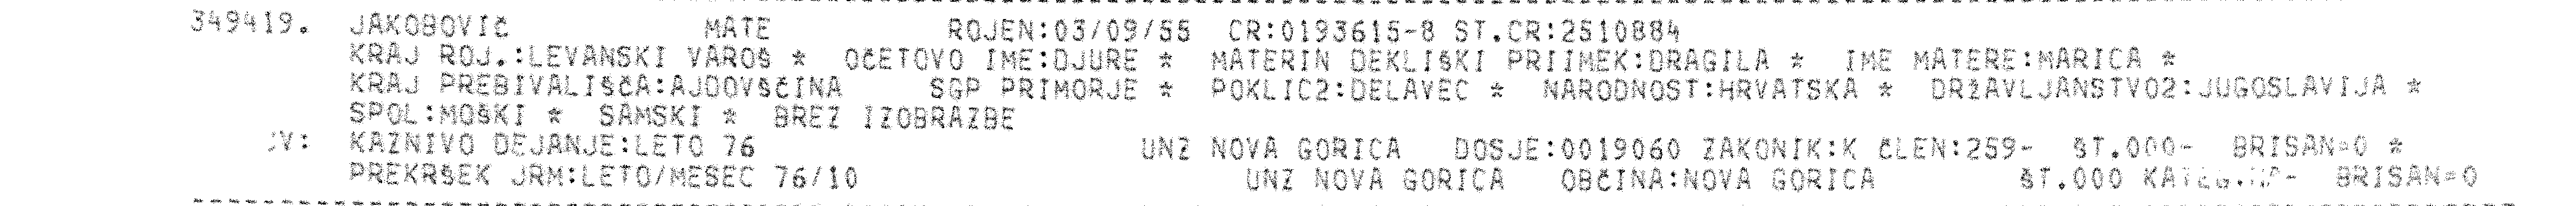 349419. JAKOBOVIČ MATE ROJEN:03/09/55 CR:0193615-8 ST.CR:2510884
KRAJ ROJ.:LEVANSKI VAROŠ * OČETOVO IME:DJURE * MATERIN DEKLIŠKI PRIIMEK:DRAGILA * IME MATERE:MARICA *
KRAJ PREBIVALIŠČA:AJDOVŠČINA SGP PRIMORJE * POKLIC2:DELAVEC * NARODNOST:HRVATSKA * DRŽAVLJANSTVO2:JUGOSLAVIJA *
SPOL:MOŠKI * SAMSKI * BREZ IZOBRAZBE
KAZNIVO DEJANJE:LETO 76 UNZ NOVA GORICA DOSJE:0019060 ZAKONIK:K ČLEN:259- ŠT.000- BRISAN=0 *
PREKRŠEK JRM:LETO/MESEC 76/10 UNZ NOVA GORICA OBČINA:NOVA GORICA ŠT.000 BRISAN=0